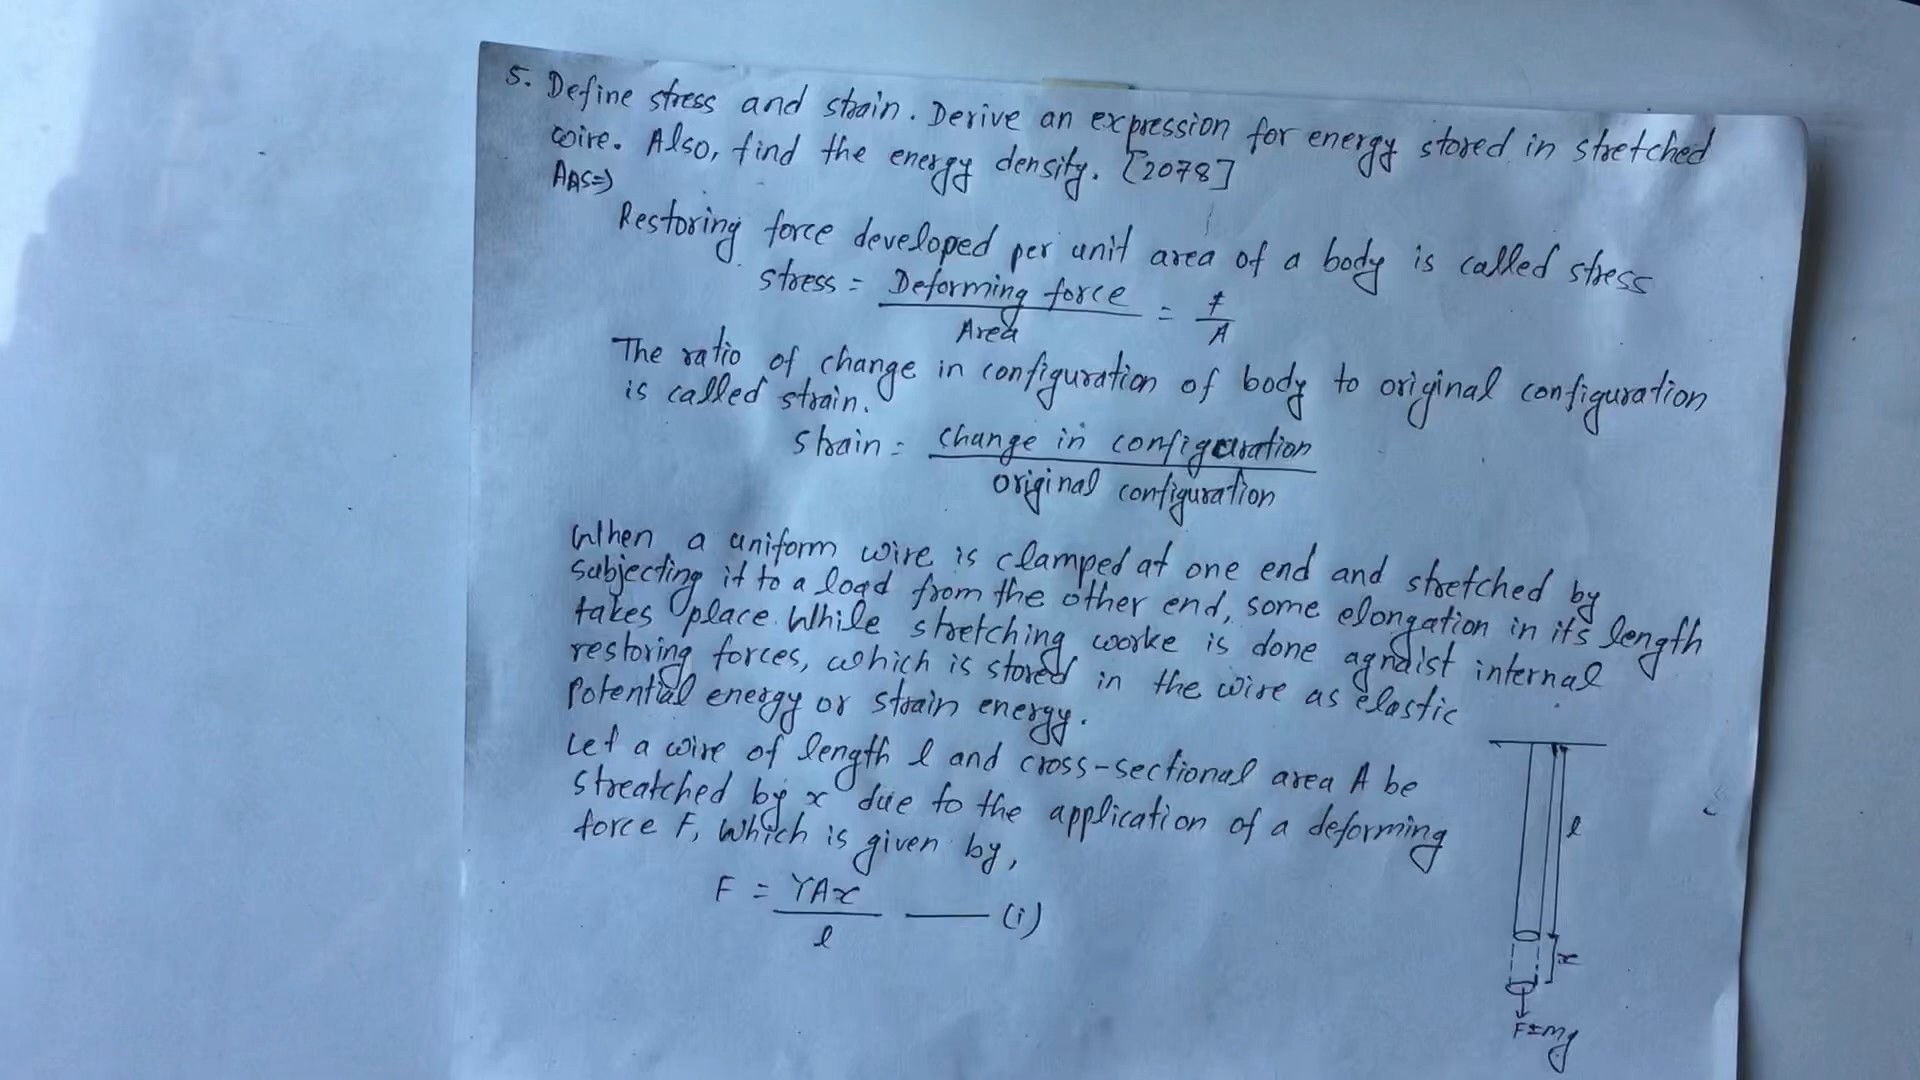 5. Define stress and strain. Derive an expression for energy stored in stretched
wire. Also, find the energy density. [2078]
Ans⇒
Restoring force developed per unit area of a body is called stress
stress = Deforming force / Area = f / A
The ratio of change in configuration of body to original configuration
is called strain.
Strain = change in configuration / original configuration
When a uniform wire is clamped at one end and stretched by
subjecting it to a load from the other end, some elongation in its length
takes place. While stretching worke is done agnaist internal
restoring forces, which is stored in the wire as elastic
Potential energy or strain energy.
Let a wire of length l and cross-sectional area A be
streatched by x due to the application of a deforming
force F, which is given by,
F = YAx / l —— (i)
l
x
F=mg